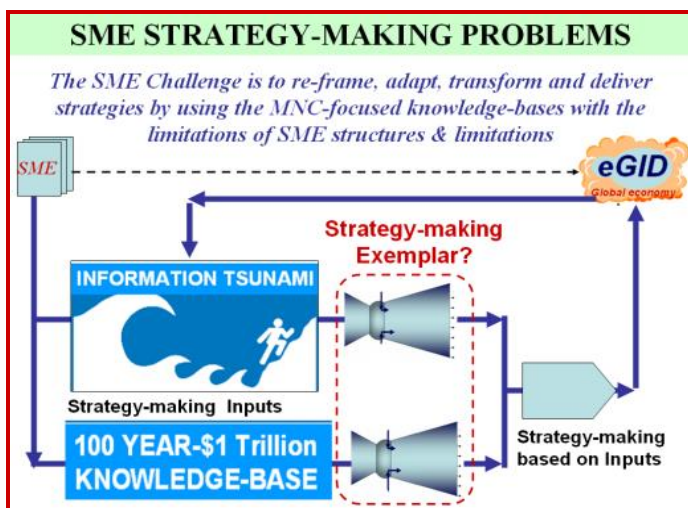 SME STRATEGY-MAKING PROBLEMS
The SME Challenge is to re-frame, adapt, transform and deliver
strategies by using the MNC-focused knowledge-bases with the
limitations of SME structures & limitations
SME
eGID
Global economy
Strategy-making
Exemplar?
INFORMATION TSUNAMI
Strategy-making Inputs
100 YEAR-$1 Trillion
KNOWLEDGE-BASE
Strategy-making
based on Inputs